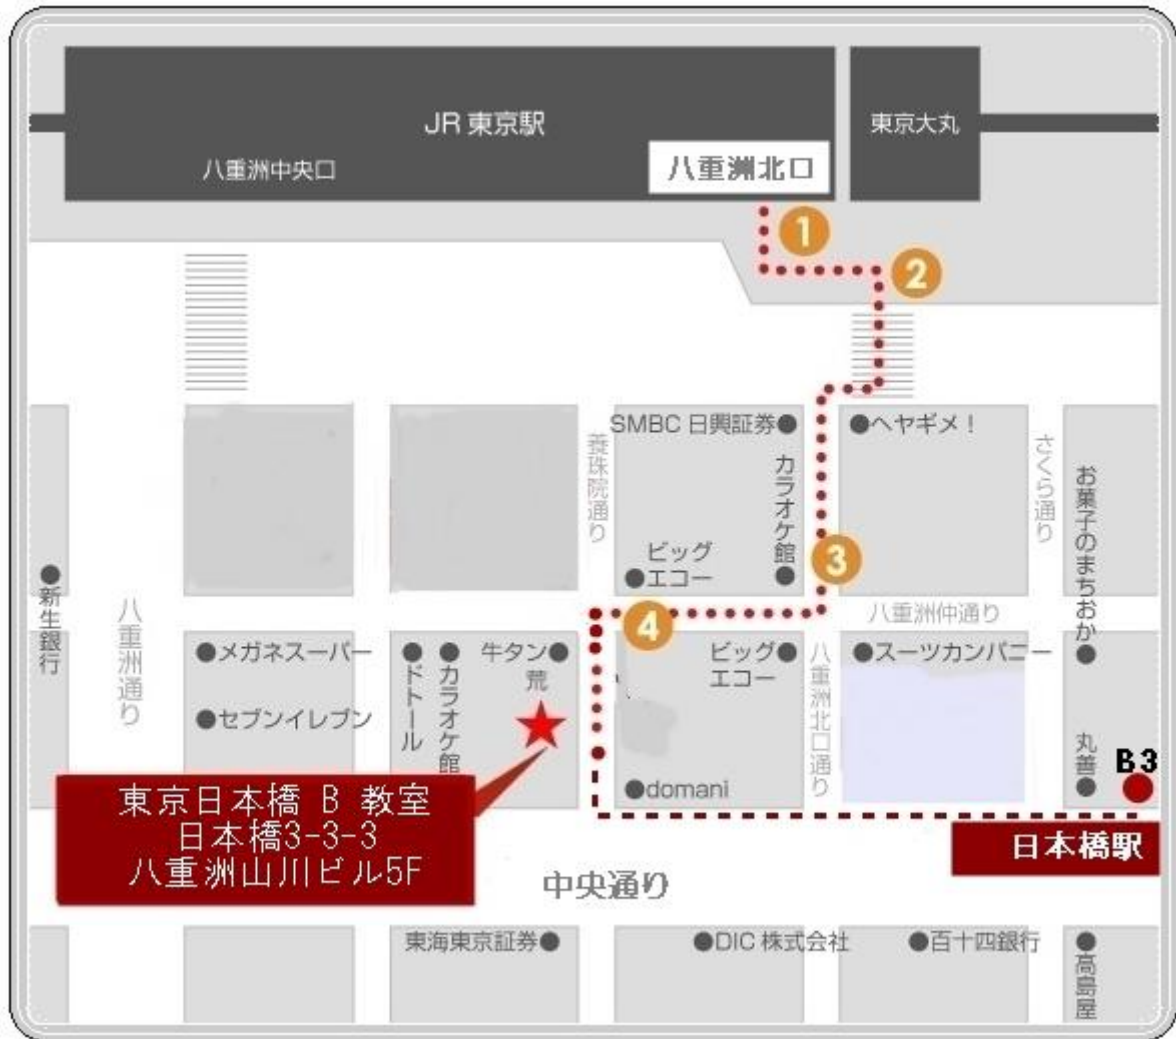 JR 東京駅
東京大丸
八重洲中央口
八重洲北口
1
2
SMBC 日興証券
ヘヤギメ！
養珠院通り
カラオケ館
さくら通り
お菓子のまちおか
3
ビッグ
エコー
新生銀行
八重洲通り
4
八重洲仲通り
メガネスーパー
ドトール
カラオケ館
牛タン
荒
ビッグ
エコー
八重洲北口通り
スーツカンパニー
セブンイレブン
丸善
B3
domani
東京日本橋 B 教室
日本橋3-3-3
八重洲山川ビル5F
日本橋駅
中央通り
東海東京証券
DIC 株式会社
百十四銀行
高島屋